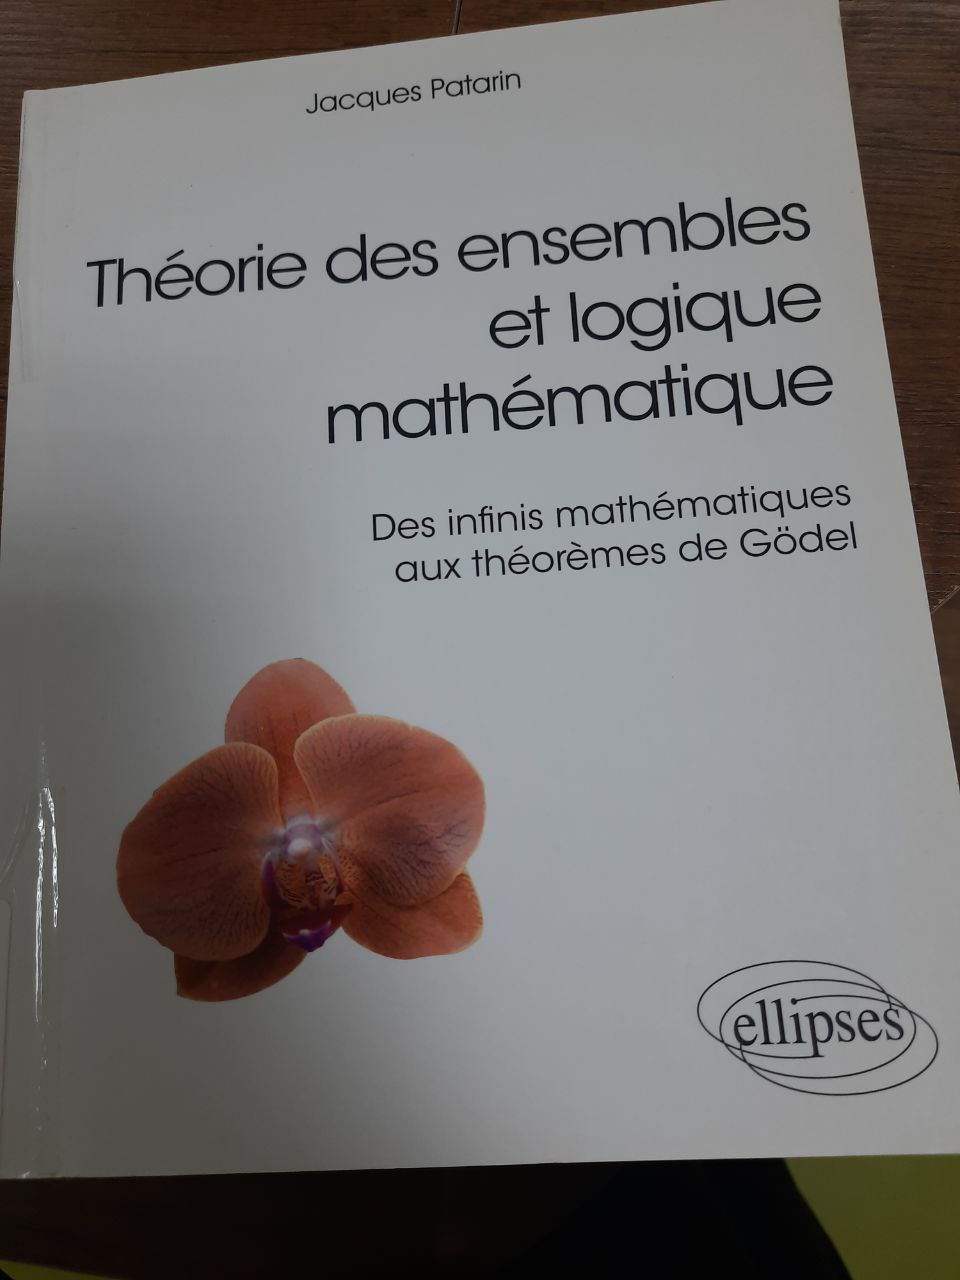 Jacques Patarin
Théorie des ensembles
et logique
mathématique
Des infinis mathématiques
aux théorèmes de Gödel
ellipses